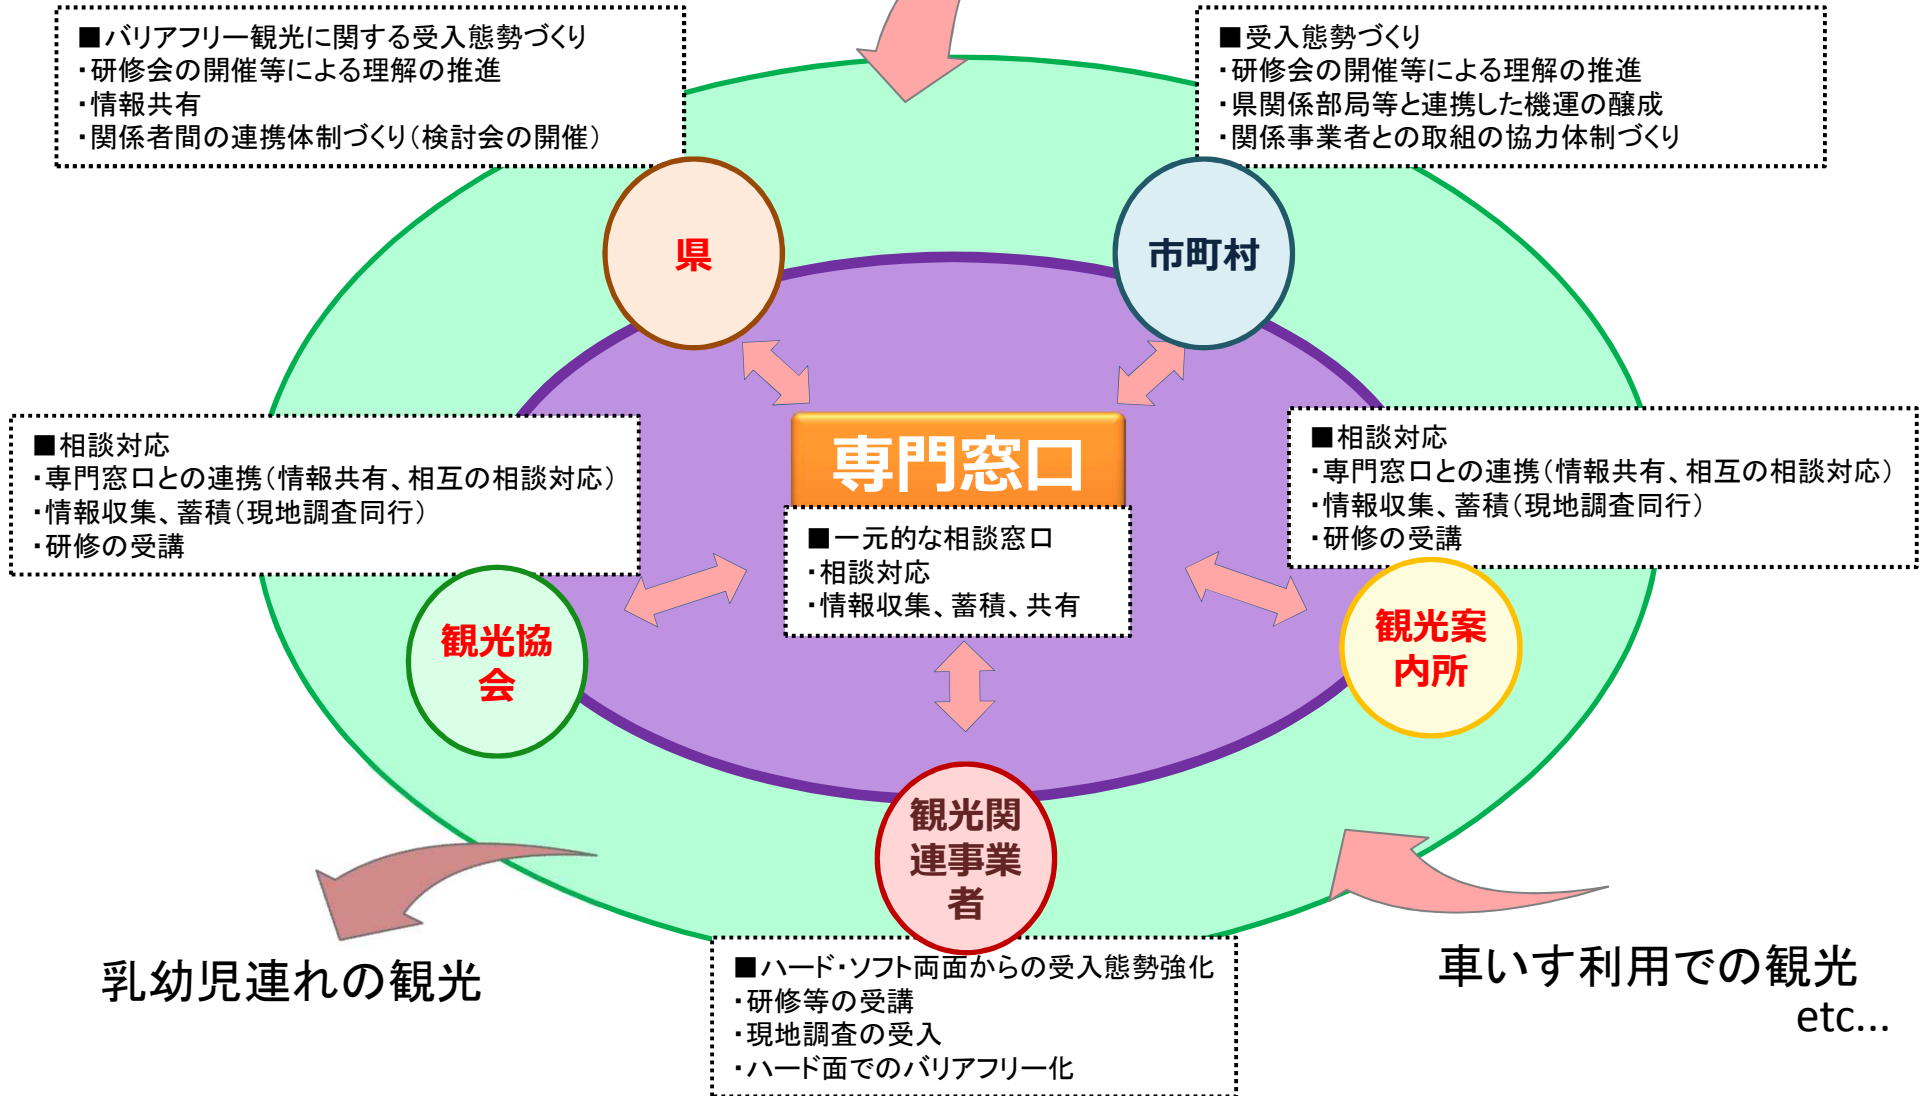 ■バリアフリー観光に関する受入態勢づくり
・研修会の開催等による理解の推進
・情報共有
・関係者間の連携体制づくり（検討会の開催）
■受入態勢づくり
・研修会の開催等による理解の推進
・県関係部局等と連携した機運の醸成
・関係事業者との取組の協力体制づくり
県
市町村
■相談対応
・専門窓口との連携（情報共有、相互の相談対応）
・情報収集、蓄積（現地調査同行）
・研修の受講
専門窓口
■一元的な相談窓口
・相談対応
・情報収集、蓄積、共有
■相談対応
・専門窓口との連携（情報共有、相互の相談対応）
・情報収集、蓄積（現地調査同行）
・研修の受講
観光協
会
観光案
内所
観光関
連事業
者
乳幼児連れの観光
■ハード・ソフト両面からの受入態勢強化
・研修等の受講
・現地調査の受入
・ハード面でのバリアフリー化
車いす利用での観光
etc...